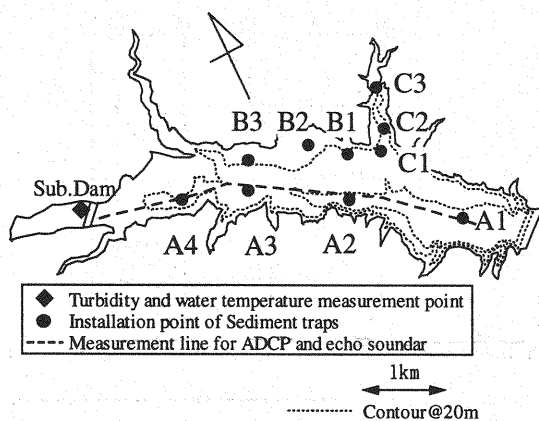 C3
B3
B2
B1
C2
C1
Sub.Dam
A4
A3
A2
A1
Turbidity and water temperature measurement point
Installation point of Sediment traps
Measurement line for ADCP and echo soundar
1km
Contour@20m